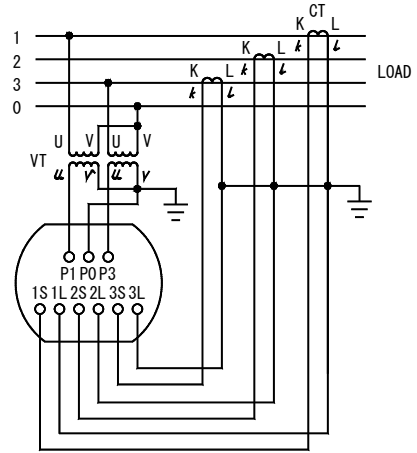 CT
K L
1
k l
2
K L
k l
3
K L
k l
LOAD
0
U V U V
VT
u v u v
P1 P0 P3
1S 1L 2S 2L 3S 3L